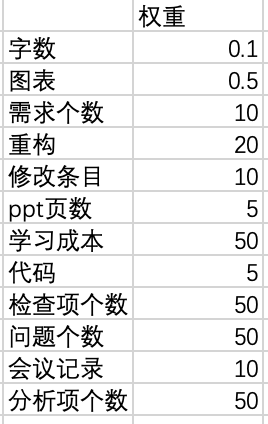 权重
字数 0.1
图表 0.5
需求个数 10
重构 20
修改条目 10
ppt页数 5
学习成本 50
代码 5
检查项个数 50
问题个数 50
会议记录 10
分析项个数 50